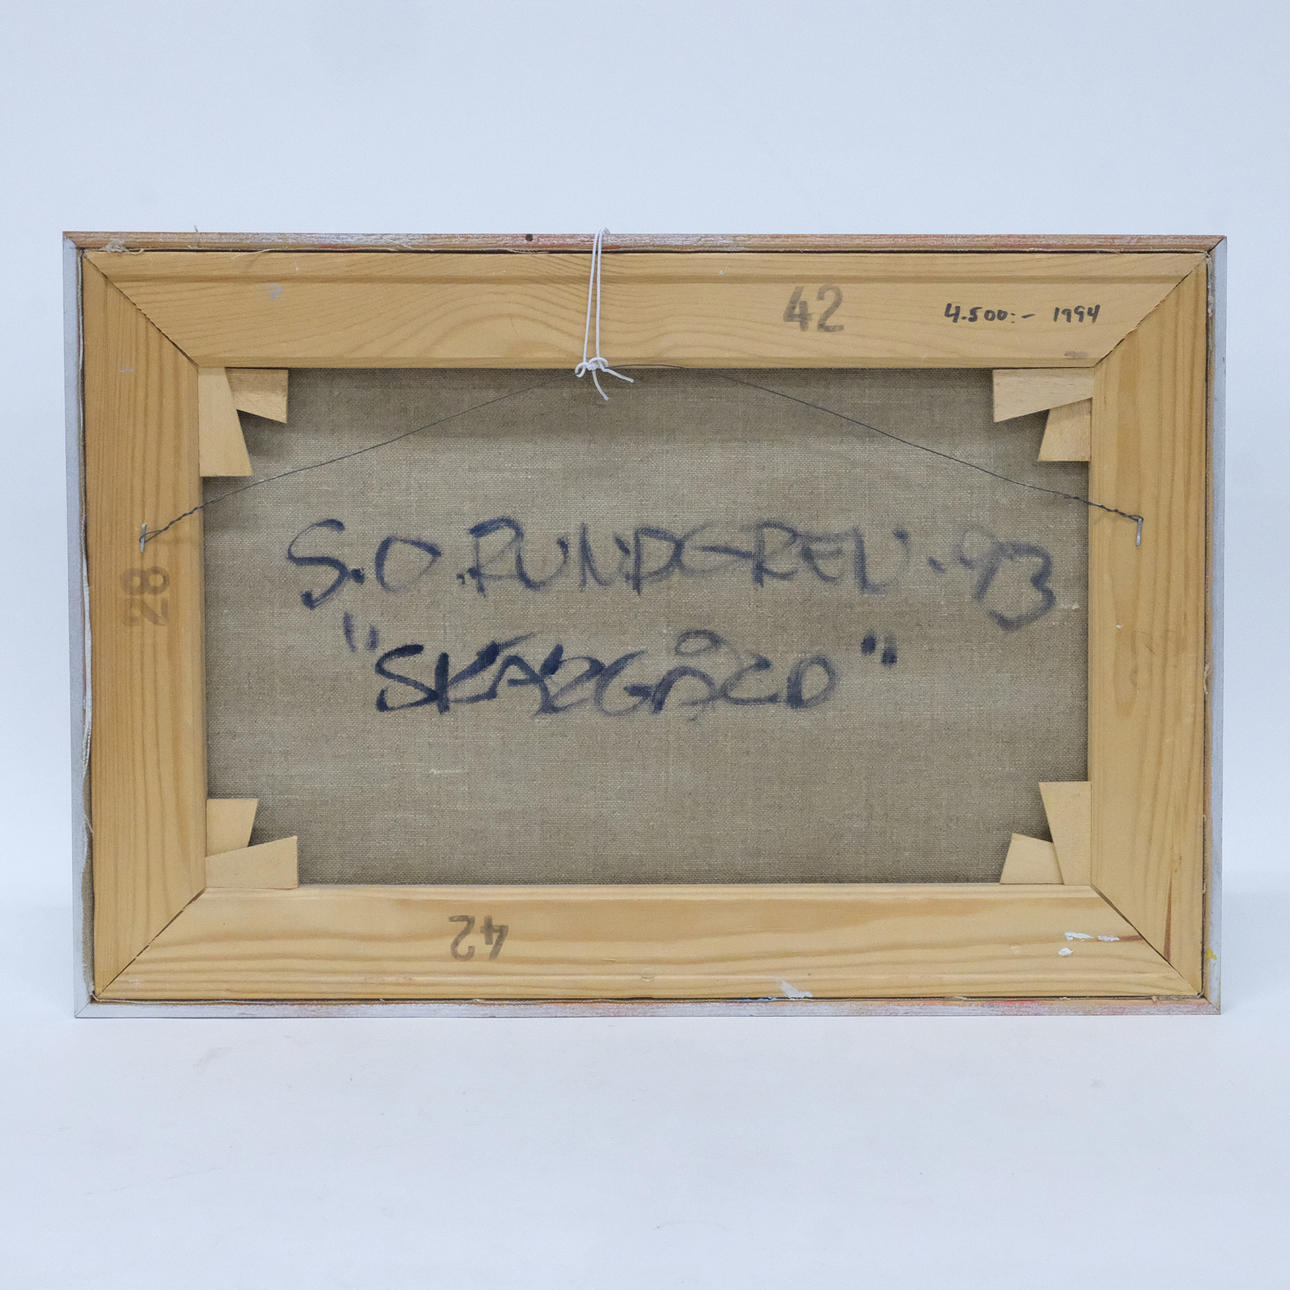 42
4.500:- 1994
S.O. RUNDGREN. -93
"SKÄRGÅRD"
28
42